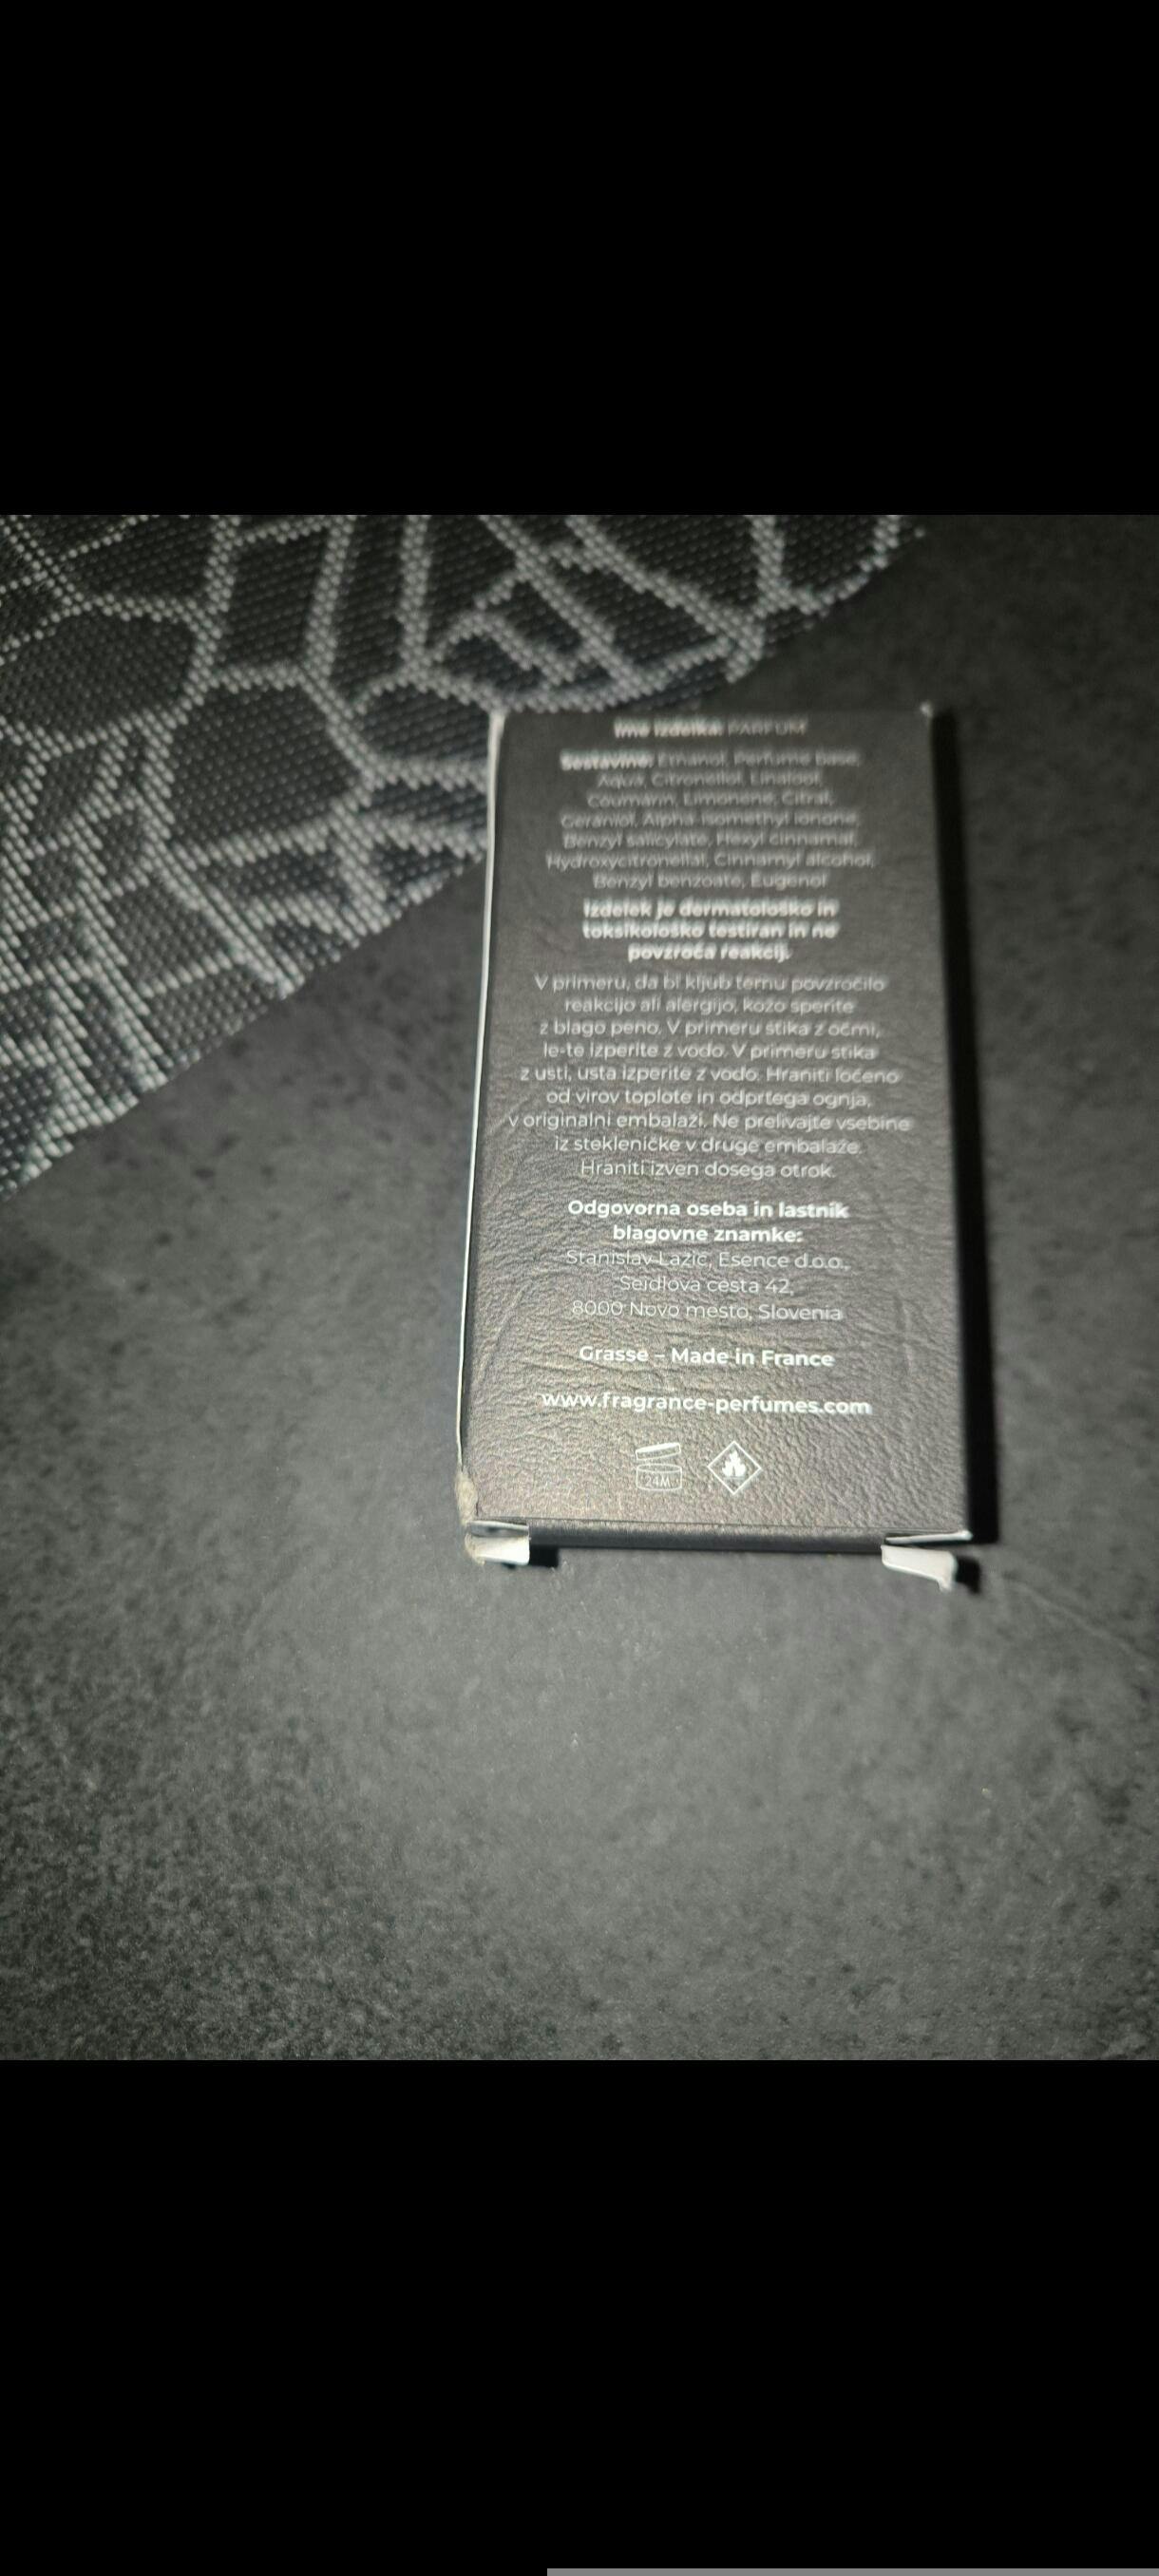 Ime izdelka: PARFUM
Sestavine: Ethanol, Perfume base,
Aqua, Citronellol, Linalool,
Coumarin, Limonene, Citral,
Geraniol, Alpha-isomethyl ionone,
Benzyl salicylate, Hexyl cinnamal,
Hydroxycitronellal, Cinnamyl alcohol,
Benzyl benzoate, Eugenol
Izdelek je dermatološko in
toksikološko testiran in ne
povzroča reakcij.
V primeru, da bi kljub temu povzročilo
reakcijo ali alergijo, kožo sperite
z blago peno. V primeru stika z očmi,
le-te izperite z vodo. V primeru stika
z usti, usta izperite z vodo. Hraniti ločeno
od virov toplote in odprtega ognja,
v originalni embalaži. Ne prelivajte vsebine
iz stekleničke v druge embalaže.
Hraniti izven dosega otrok.
Odgovorna oseba in lastnik
blagovne znamke:
Stanislav Lazić, Esence d.o.o.,
Seidlova cesta 42,
8000 Novo mesto, Slovenia
Grasse – Made in France
www.fragrance-perfumes.com
24M